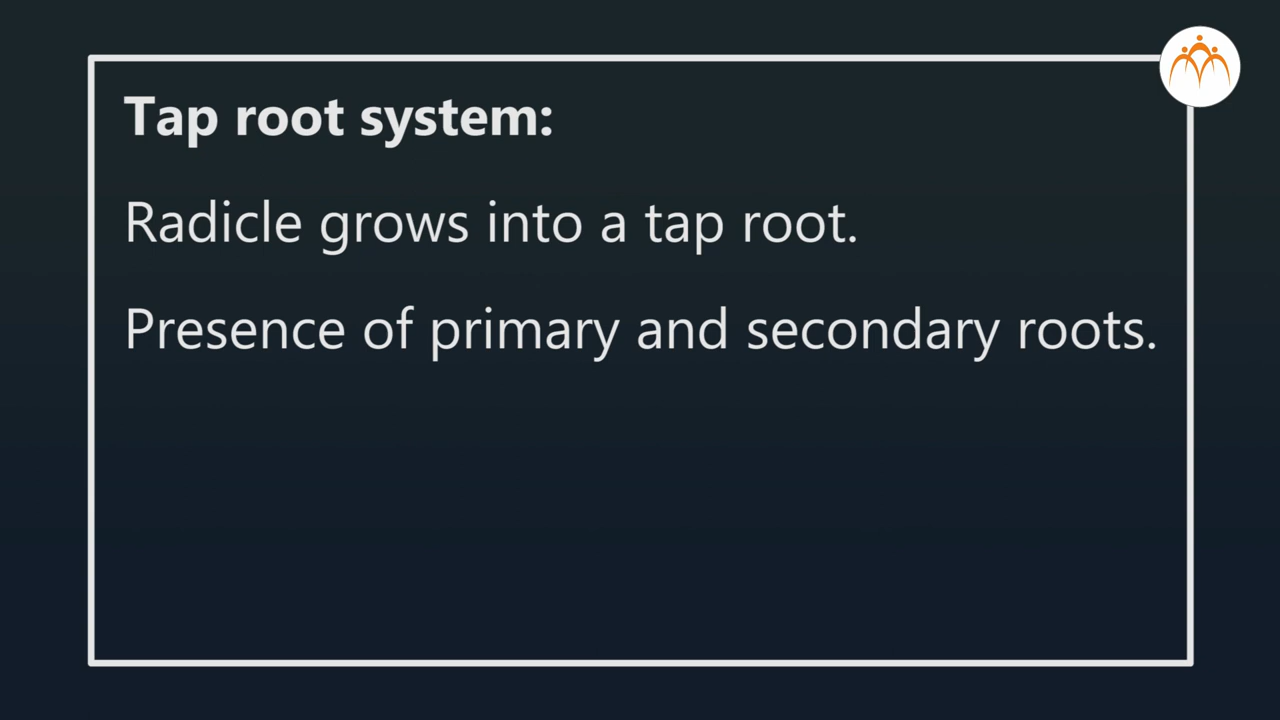 Tap root system:
Radicle grows into a tap root.
Presence of primary and secondary roots.